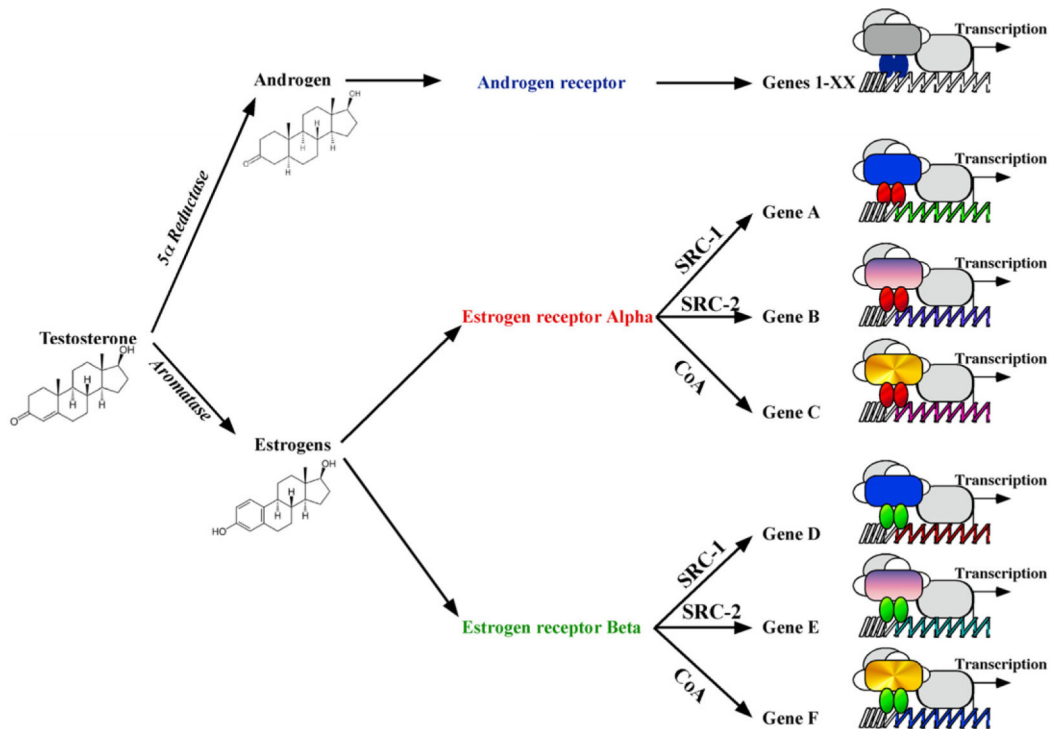 Transcription
Androgen
Androgen receptor
Genes 1-XX
OH
O
H
H
H
H
5α Reductase
Transcription
Gene A
SRC-1
Transcription
Estrogen receptor Alpha
SRC-2
Gene B
Testosterone
OH
H
H
H
O
Aromatase
Transcription
CoA
Gene C
Estrogens
OH
H
H
H
HO
Transcription
SRC-1
Gene D
Transcription
Estrogen receptor Beta
SRC-2
Gene E
Transcription
CoA
Gene F